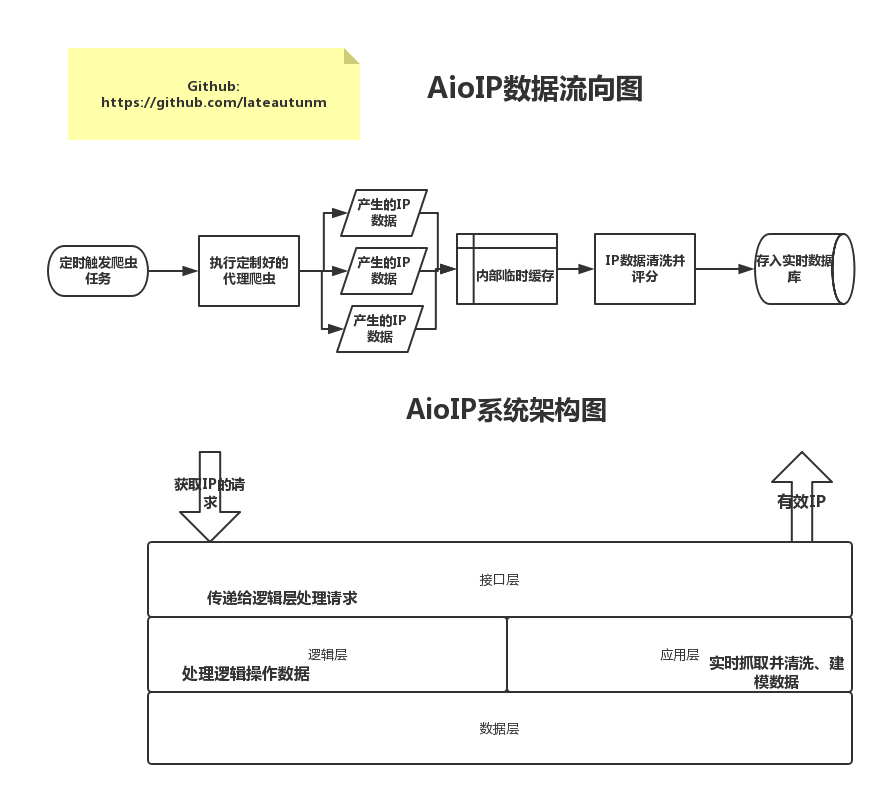 Github:
https://github.com/lateautunm
AioIP数据流向图
定时触发爬虫
任务
执行定制好的
代理爬虫
产生的IP
数据
产生的IP
数据
产生的IP
数据
内部临时缓存
IP数据清洗并
评分
存入实时数据
库
AioIP系统架构图
获取IP的请
求
有效IP
接口层
传递给逻辑层处理请求
逻辑层
处理逻辑操作数据
应用层
实时抓取并清洗、建
模数据
数据层